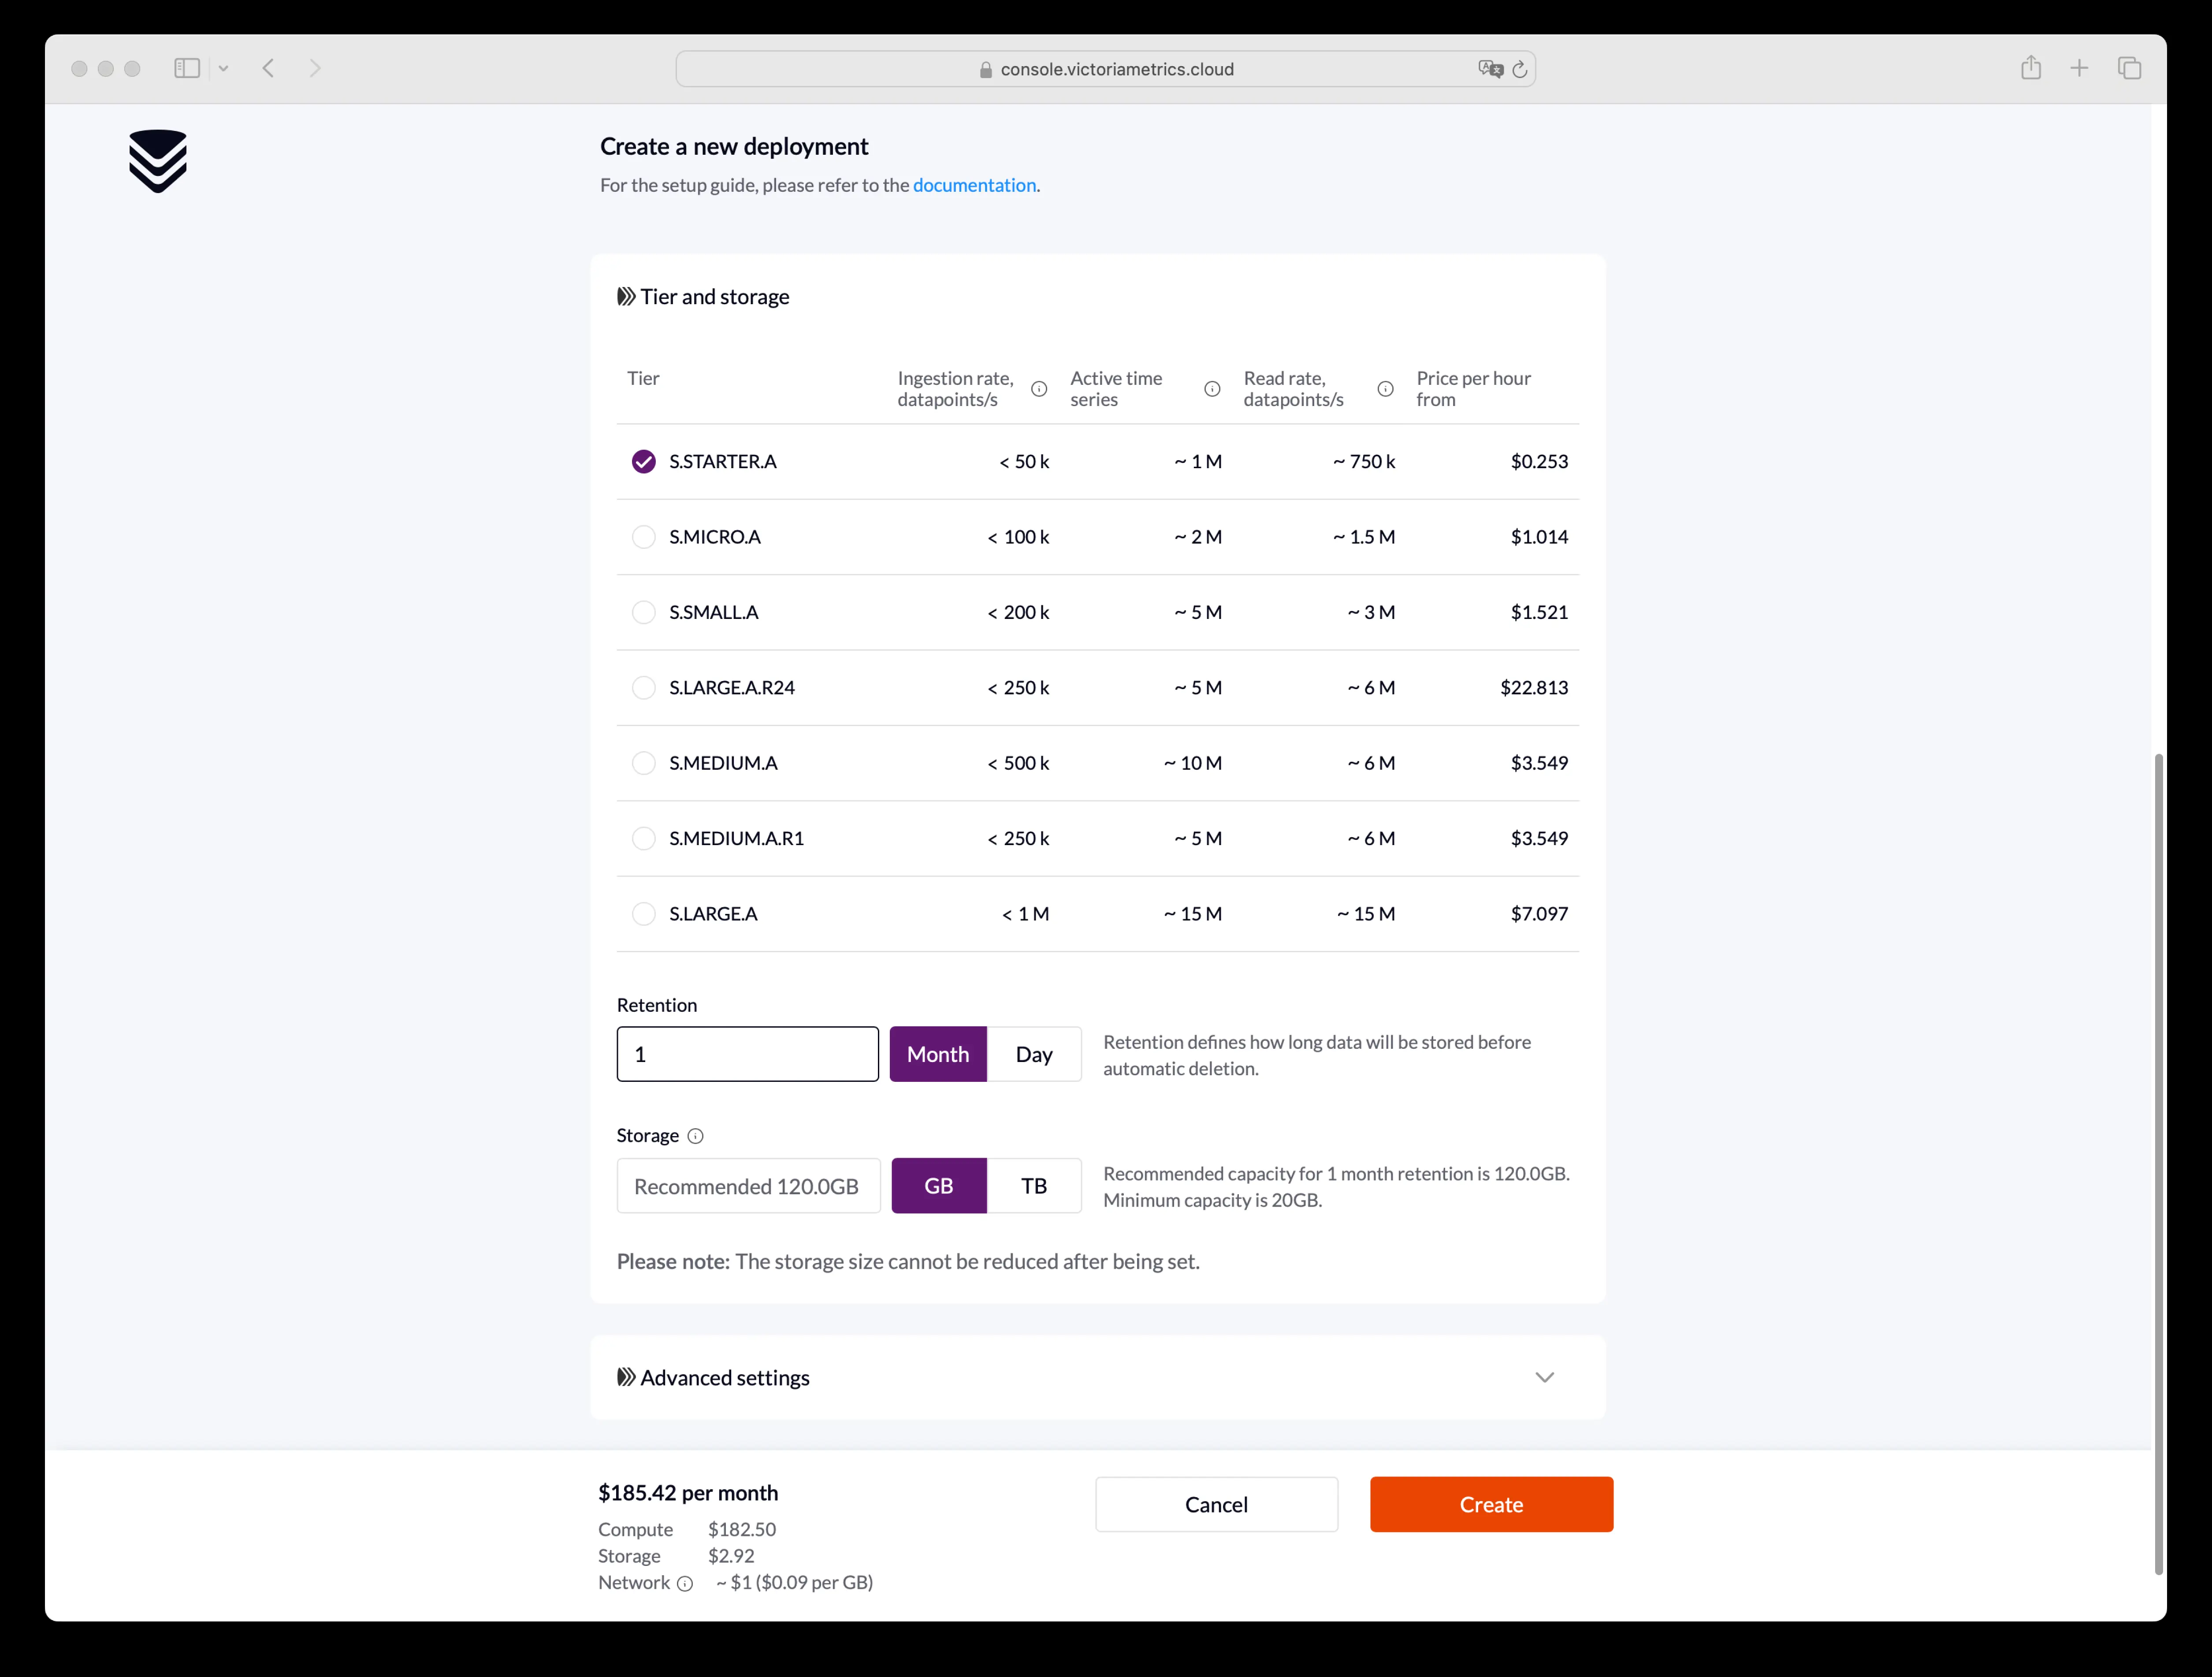 console.victoriametrics.cloud
Create a new deployment
For the setup guide, please refer to the documentation.
Tier and storage
Tier
Ingestion rate, datapoints/s
Active time series
Read rate, datapoints/s
Price per hour from
S.STARTER.A < 50 k ~ 1 M ~ 750 k $0.253
S.MICRO.A < 100 k ~ 2 M ~ 1.5 M $1.014
S.SMALL.A < 200 k ~ 5 M ~ 3 M $1.521
S.LARGE.A.R24 < 250 k ~ 5 M ~ 6 M $22.813
S.MEDIUM.A < 500 k ~ 10 M ~ 6 M $3.549
S.MEDIUM.A.R1 < 250 k ~ 5 M ~ 6 M $3.549
S.LARGE.A < 1 M ~ 15 M ~ 15 M $7.097
Retention
1 Month Day
Retention defines how long data will be stored before
automatic deletion.
Storage
Recommended 120.0GB GB TB
Recommended capacity for 1 month retention is 120.0GB.
Minimum capacity is 20GB.
Please note: The storage size cannot be reduced after being set.
Advanced settings
$185.42 per month
Compute $182.50
Storage $2.92
Network ~ $1 ($0.09 per GB)
Cancel
Create